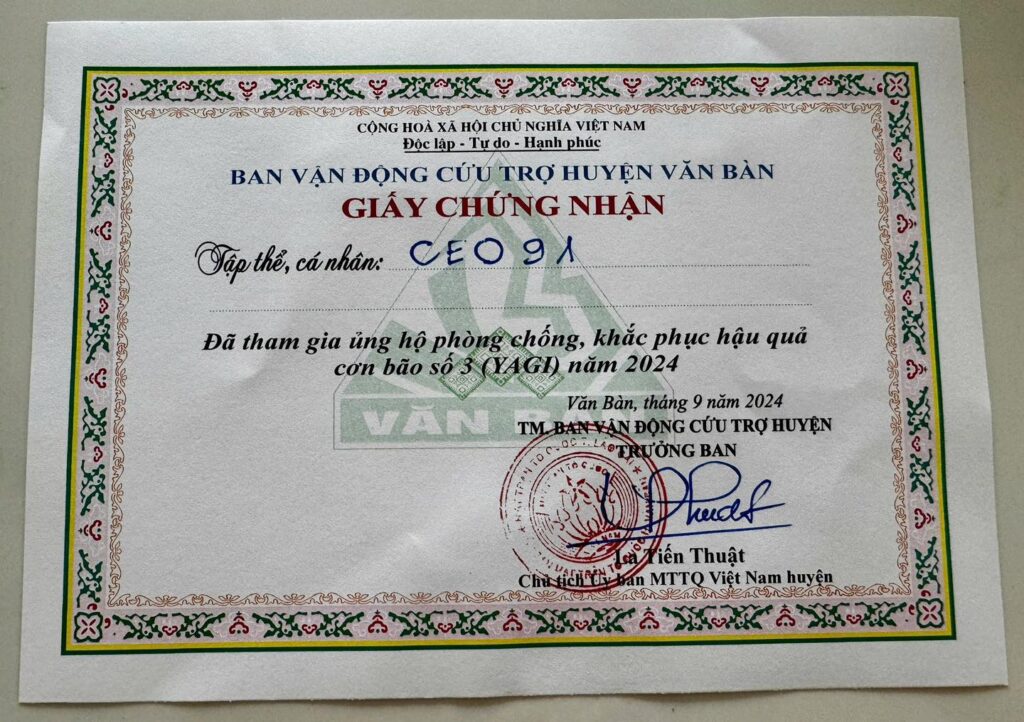 CỘNG HOÀ XÃ HỘI CHỦ NGHĨA VIỆT NAM
Độc lập - Tự do - Hạnh phúc
BAN VẬN ĐỘNG CỨU TRỢ HUYỆN VĂN BÀN
GIẤY CHỨNG NHẬN
Tập thể, cá nhân: CEO 91
Đã tham gia ủng hộ phòng chống, khắc phục hậu quả
cơn bão số 3 (YAGI) năm 2024
VĂN BÀN
Văn Bàn, tháng 9 năm 2024
TM. BAN VẬN ĐỘNG CỨU TRỢ HUYỆN
TRƯỞNG BAN
La Tiến Thuật
Chủ tịch Ủy ban MTTQ Việt Nam huyện